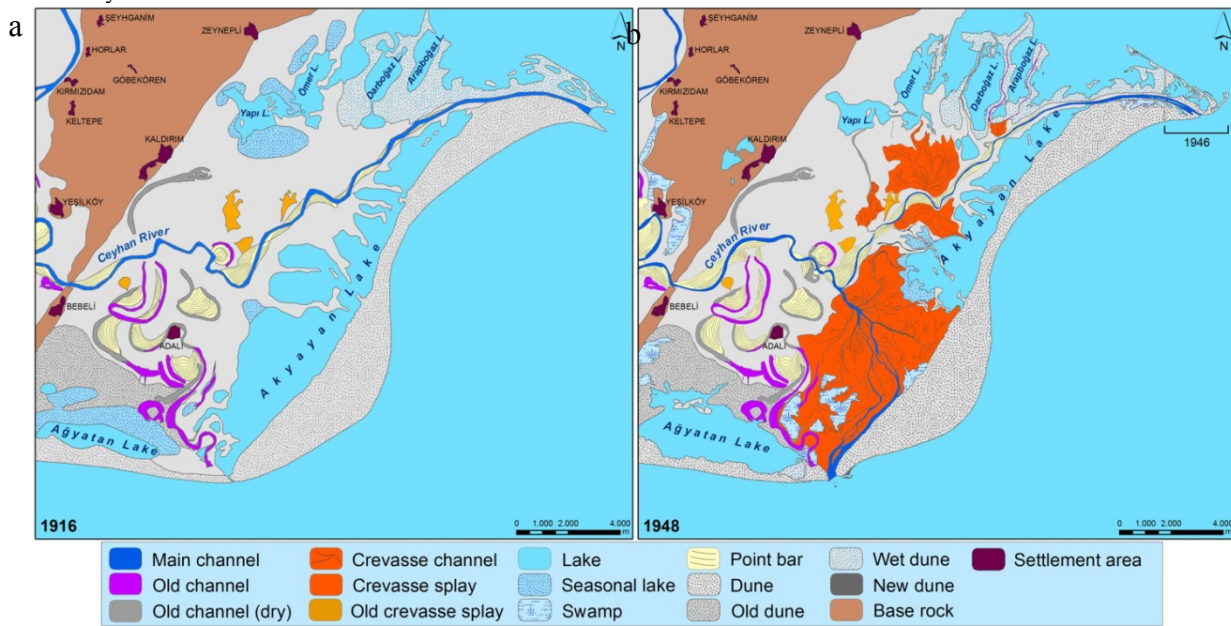 a
b
ŞEYHGANİM
HORLAR
GÖBEKÖREN
KIRMIZIDAM
KELTEPE
KALDIRIM
YEŞİLKÖY
BEBELİ
ADALI
ZEYNEPLİ
Yapı L.
Ömer L.
Darboğaz L.
Arapboğaz L.
Ceyhan River
Akyayan Lake
Ağyatan Lake
N
1916
0 1.000 2.000 4.000
m
ŞEYHGANİM
HORLAR
GÖBEKÖREN
KIRMIZIDAM
KELTEPE
KALDIRIM
YEŞİLKÖY
BEBELİ
ADALI
ZEYNEPLİ
Yapı L.
Ömer L.
Darboğaz L.
Arapboğaz L.
Ceyhan River
Akyayan Lake
Ağyatan Lake
N
1946
1948
0 1.000 2.000 4.000
m
Main channel
Old channel
Old channel (dry)
Crevasse channel
Crevasse splay
Old crevasse splay
Lake
Seasonal lake
Swamp
Point bar
Dune
Old dune
Wet dune
New dune
Base rock
Settlement area